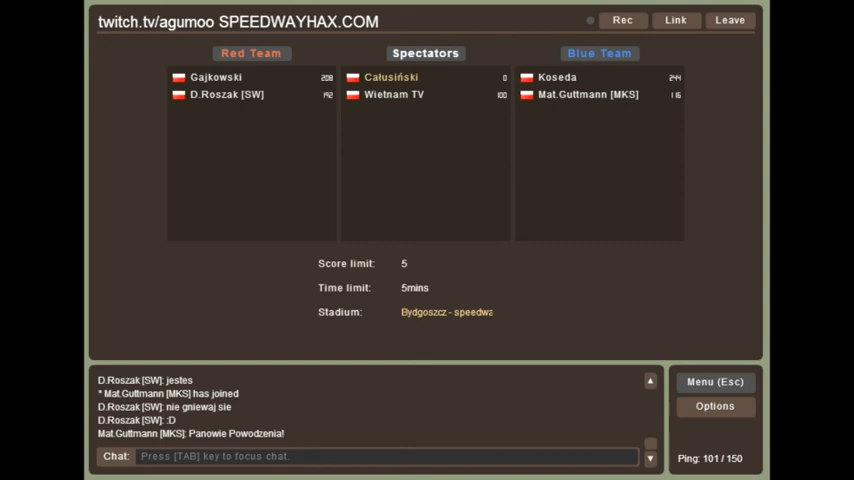 twitch.tv/agumoo SPEEDWAYHAX.COM
Rec Link Leave
Red Team Spectators Blue Team
Gajkowski 208 Całusiński 0 Koseda 244
D.Roszak [SW] 192 Wietnam TV 100 Mat.Guttmann [MKS] 116
Score limit: 5
Time limit: 5mins
Stadium: Bydgoszcz - speedwa
D.Roszak [SW]: jestes
* Mat.Guttmann [MKS] has joined
D.Roszak [SW]: nie gniewaj sie
D.Roszak [SW]: :D
Mat.Guttmann [MKS]: Panowie Powodzenia!
Chat: Press [TAB] key to focus chat.
Menu (Esc)
Options
Ping: 101 / 150